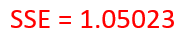 SSE = 1.05023